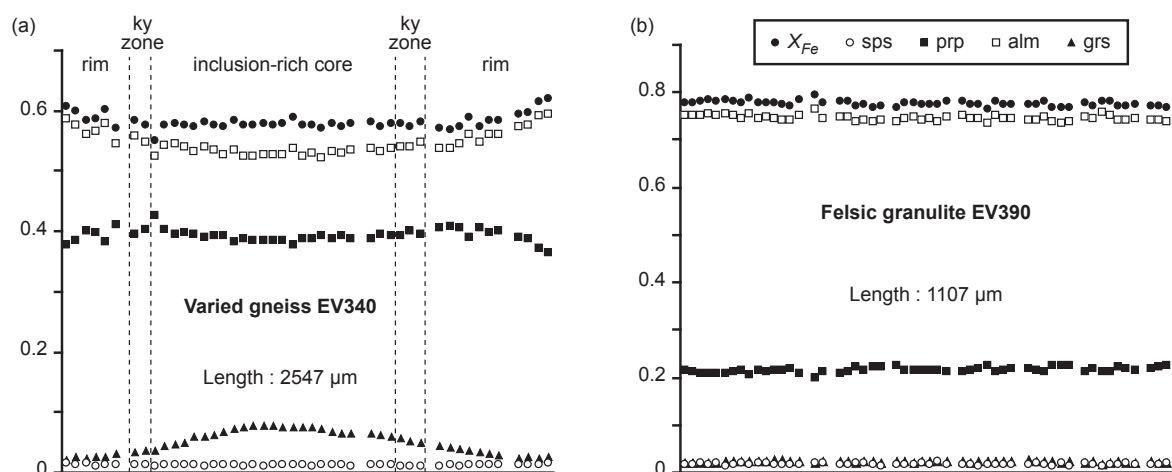 (a)
ky
zone
ky
zone
rim
inclusion-rich core
rim
0.6
0.4
Varied gneiss EV340
0.2
Length : 2547 µm
0
(b)
X_Fe sps prp alm grs
0.8
0.6
Felsic granulite EV390
0.4
Length : 1107 µm
0.2
0